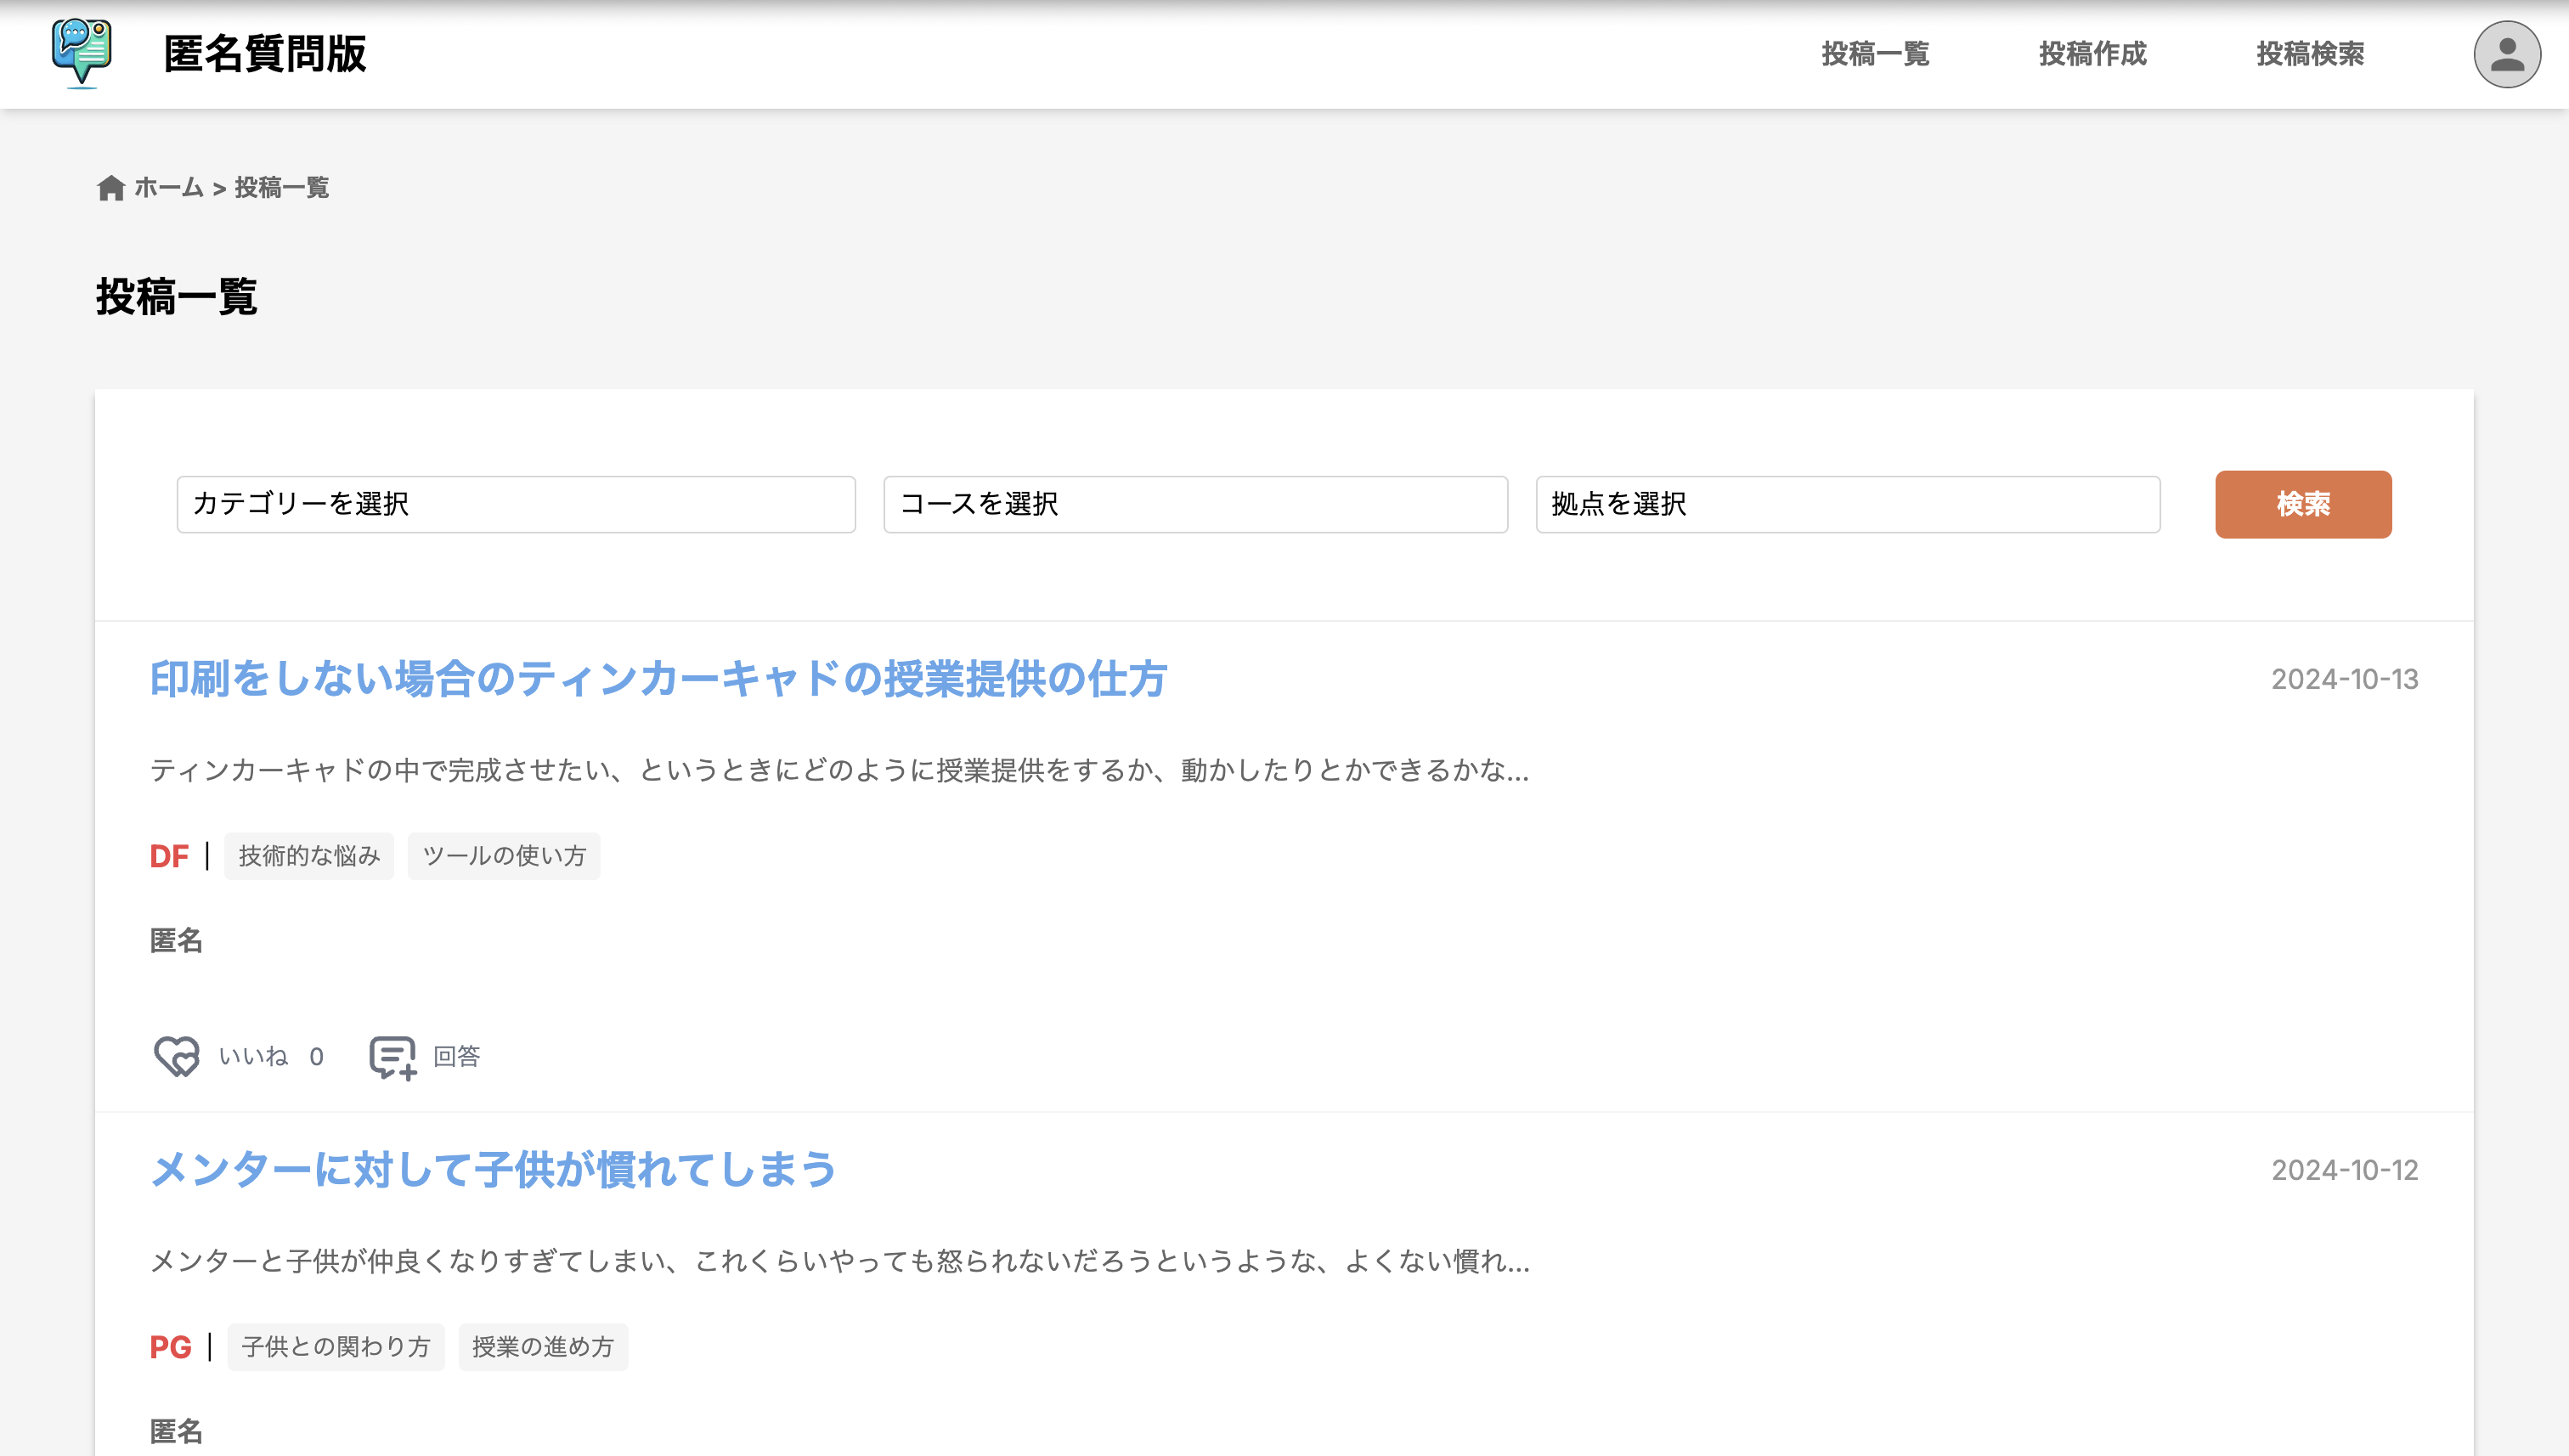 匿名質問版
投稿一覧
投稿作成
投稿検索
ホーム > 投稿一覧
投稿一覧
カテゴリーを選択
コースを選択
拠点を選択
検索
印刷をしない場合のティンカーキャドの授業提供の仕方
2024-10-13
ティンカーキャドの中で完成させたい、というときにどのように授業提供をするか、動かしたりとかできるかな...
DF | 技術的な悩み ツールの使い方
匿名
いいね 0 回答
メンターに対して子供が慣れてしまう
2024-10-12
メンターと子供が仲良くなりすぎてしまい、これくらいやっても怒られないだろうというような、よくない慣れ...
PG | 子供との関わり方 授業の進め方
匿名